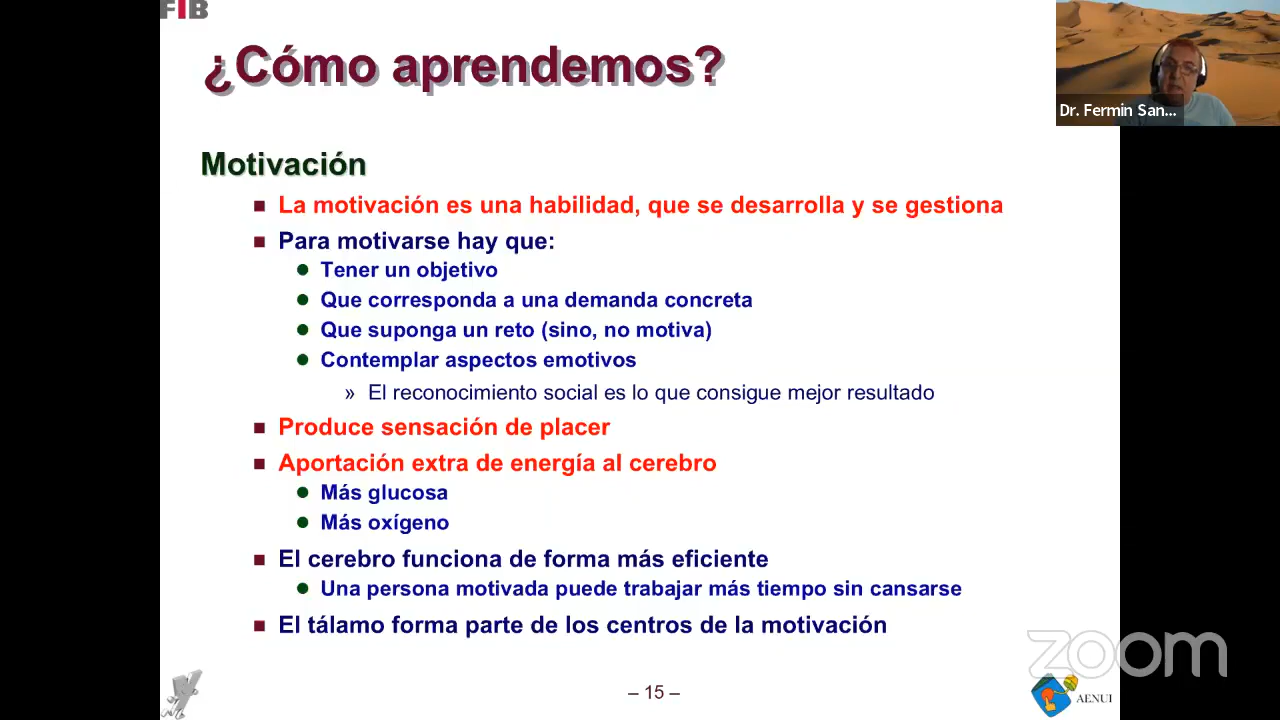 FIB
¿Cómo aprendemos?
Dr. Fermin San...
Motivación
La motivación es una habilidad, que se desarrolla y se gestiona
Para motivarse hay que:
Tener un objetivo
Que corresponda a una demanda concreta
Que suponga un reto (sino, no motiva)
Contemplar aspectos emotivos
» El reconocimiento social es lo que consigue mejor resultado
Produce sensación de placer
Aportación extra de energía al cerebro
Más glucosa
Más oxígeno
El cerebro funciona de forma más eficiente
Una persona motivada puede trabajar más tiempo sin cansarse
El tálamo forma parte de los centros de la motivación
zoom
– 15 –
AENUI